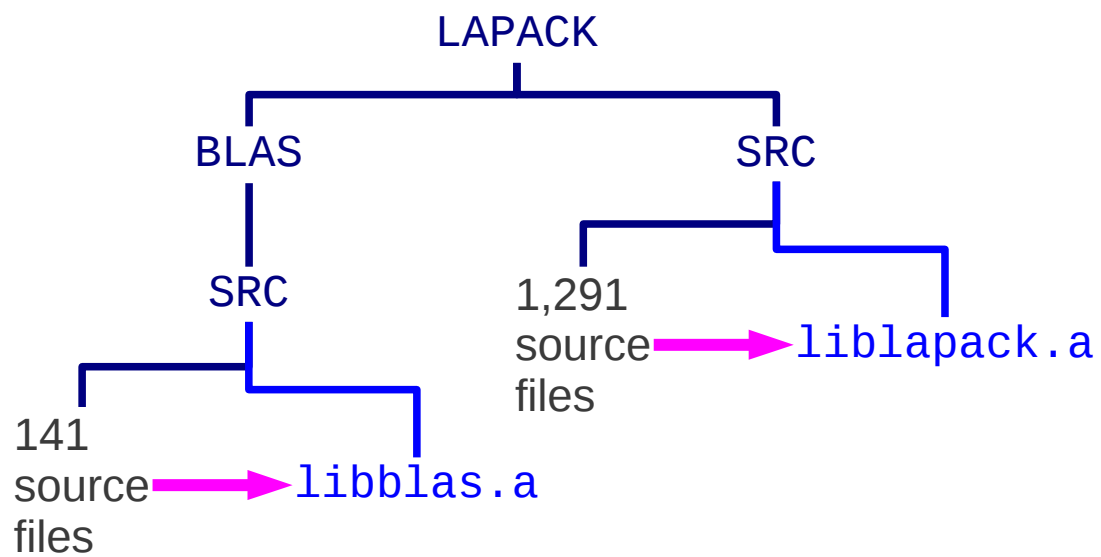 LAPACK
BLAS
SRC
SRC
1,291
source
files
liblapack.a
141
source
files
libblas.a